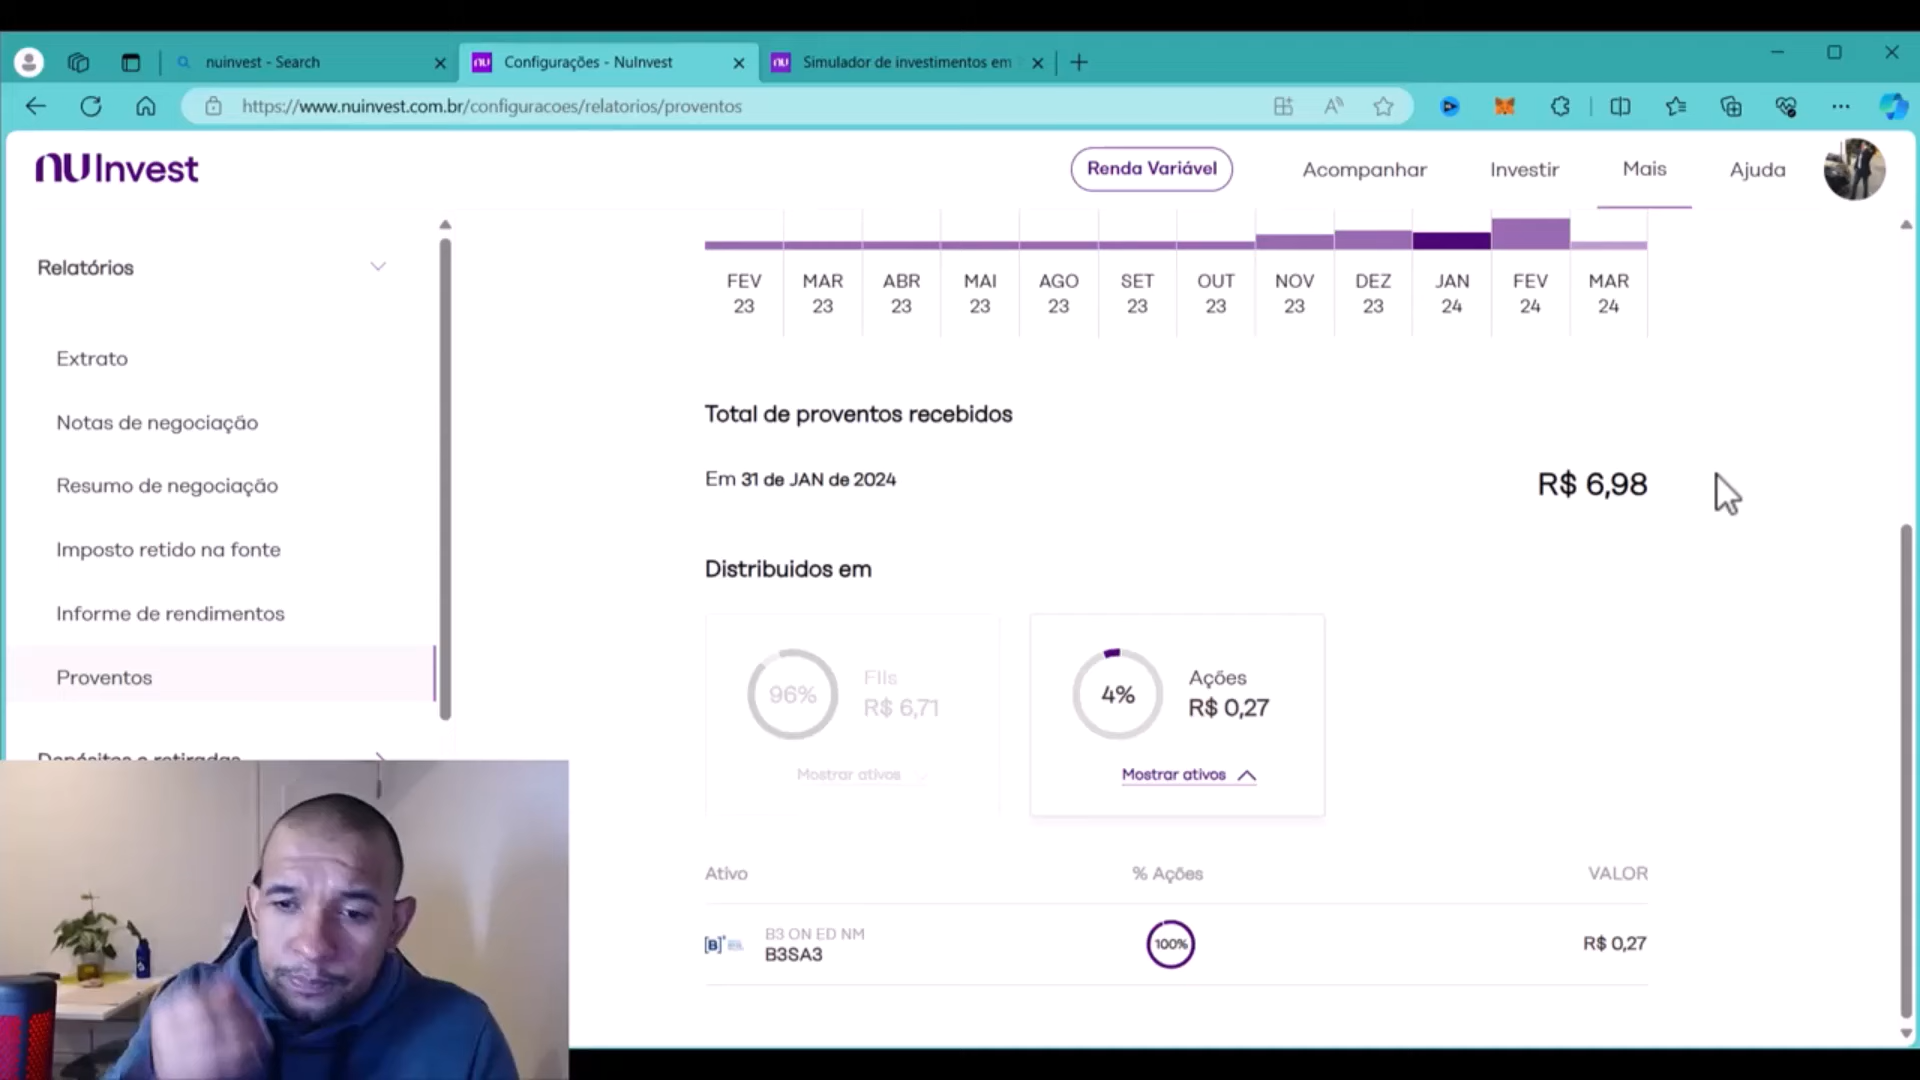 nuinvest - Search
Configurações - NuInvest
Simulador de investimentos em
https://www.nuinvest.com.br/configuracoes/relatorios/proventos
nu Invest
Renda Variável
Acompanhar
Investir
Mais
Ajuda
Relatórios
Extrato
Notas de negociação
Resumo de negociação
Imposto retido na fonte
Informe de rendimentos
Proventos
Depósitos e retiradas
FEV 23
MAR 23
ABR 23
MAI 23
AGO 23
SET 23
OUT 23
NOV 23
DEZ 23
JAN 24
FEV 24
MAR 24
Total de proventos recebidos
Em 31 de JAN de 2024
R$ 6,98
Distribuidos em
96%
FIIs
R$ 6,71
Mostrar ativos
4%
Ações
R$ 0,27
Mostrar ativos
Ativo
% Ações
VALOR
[B]³
B3 ON ED NM
B3SA3
100%
R$ 0,27